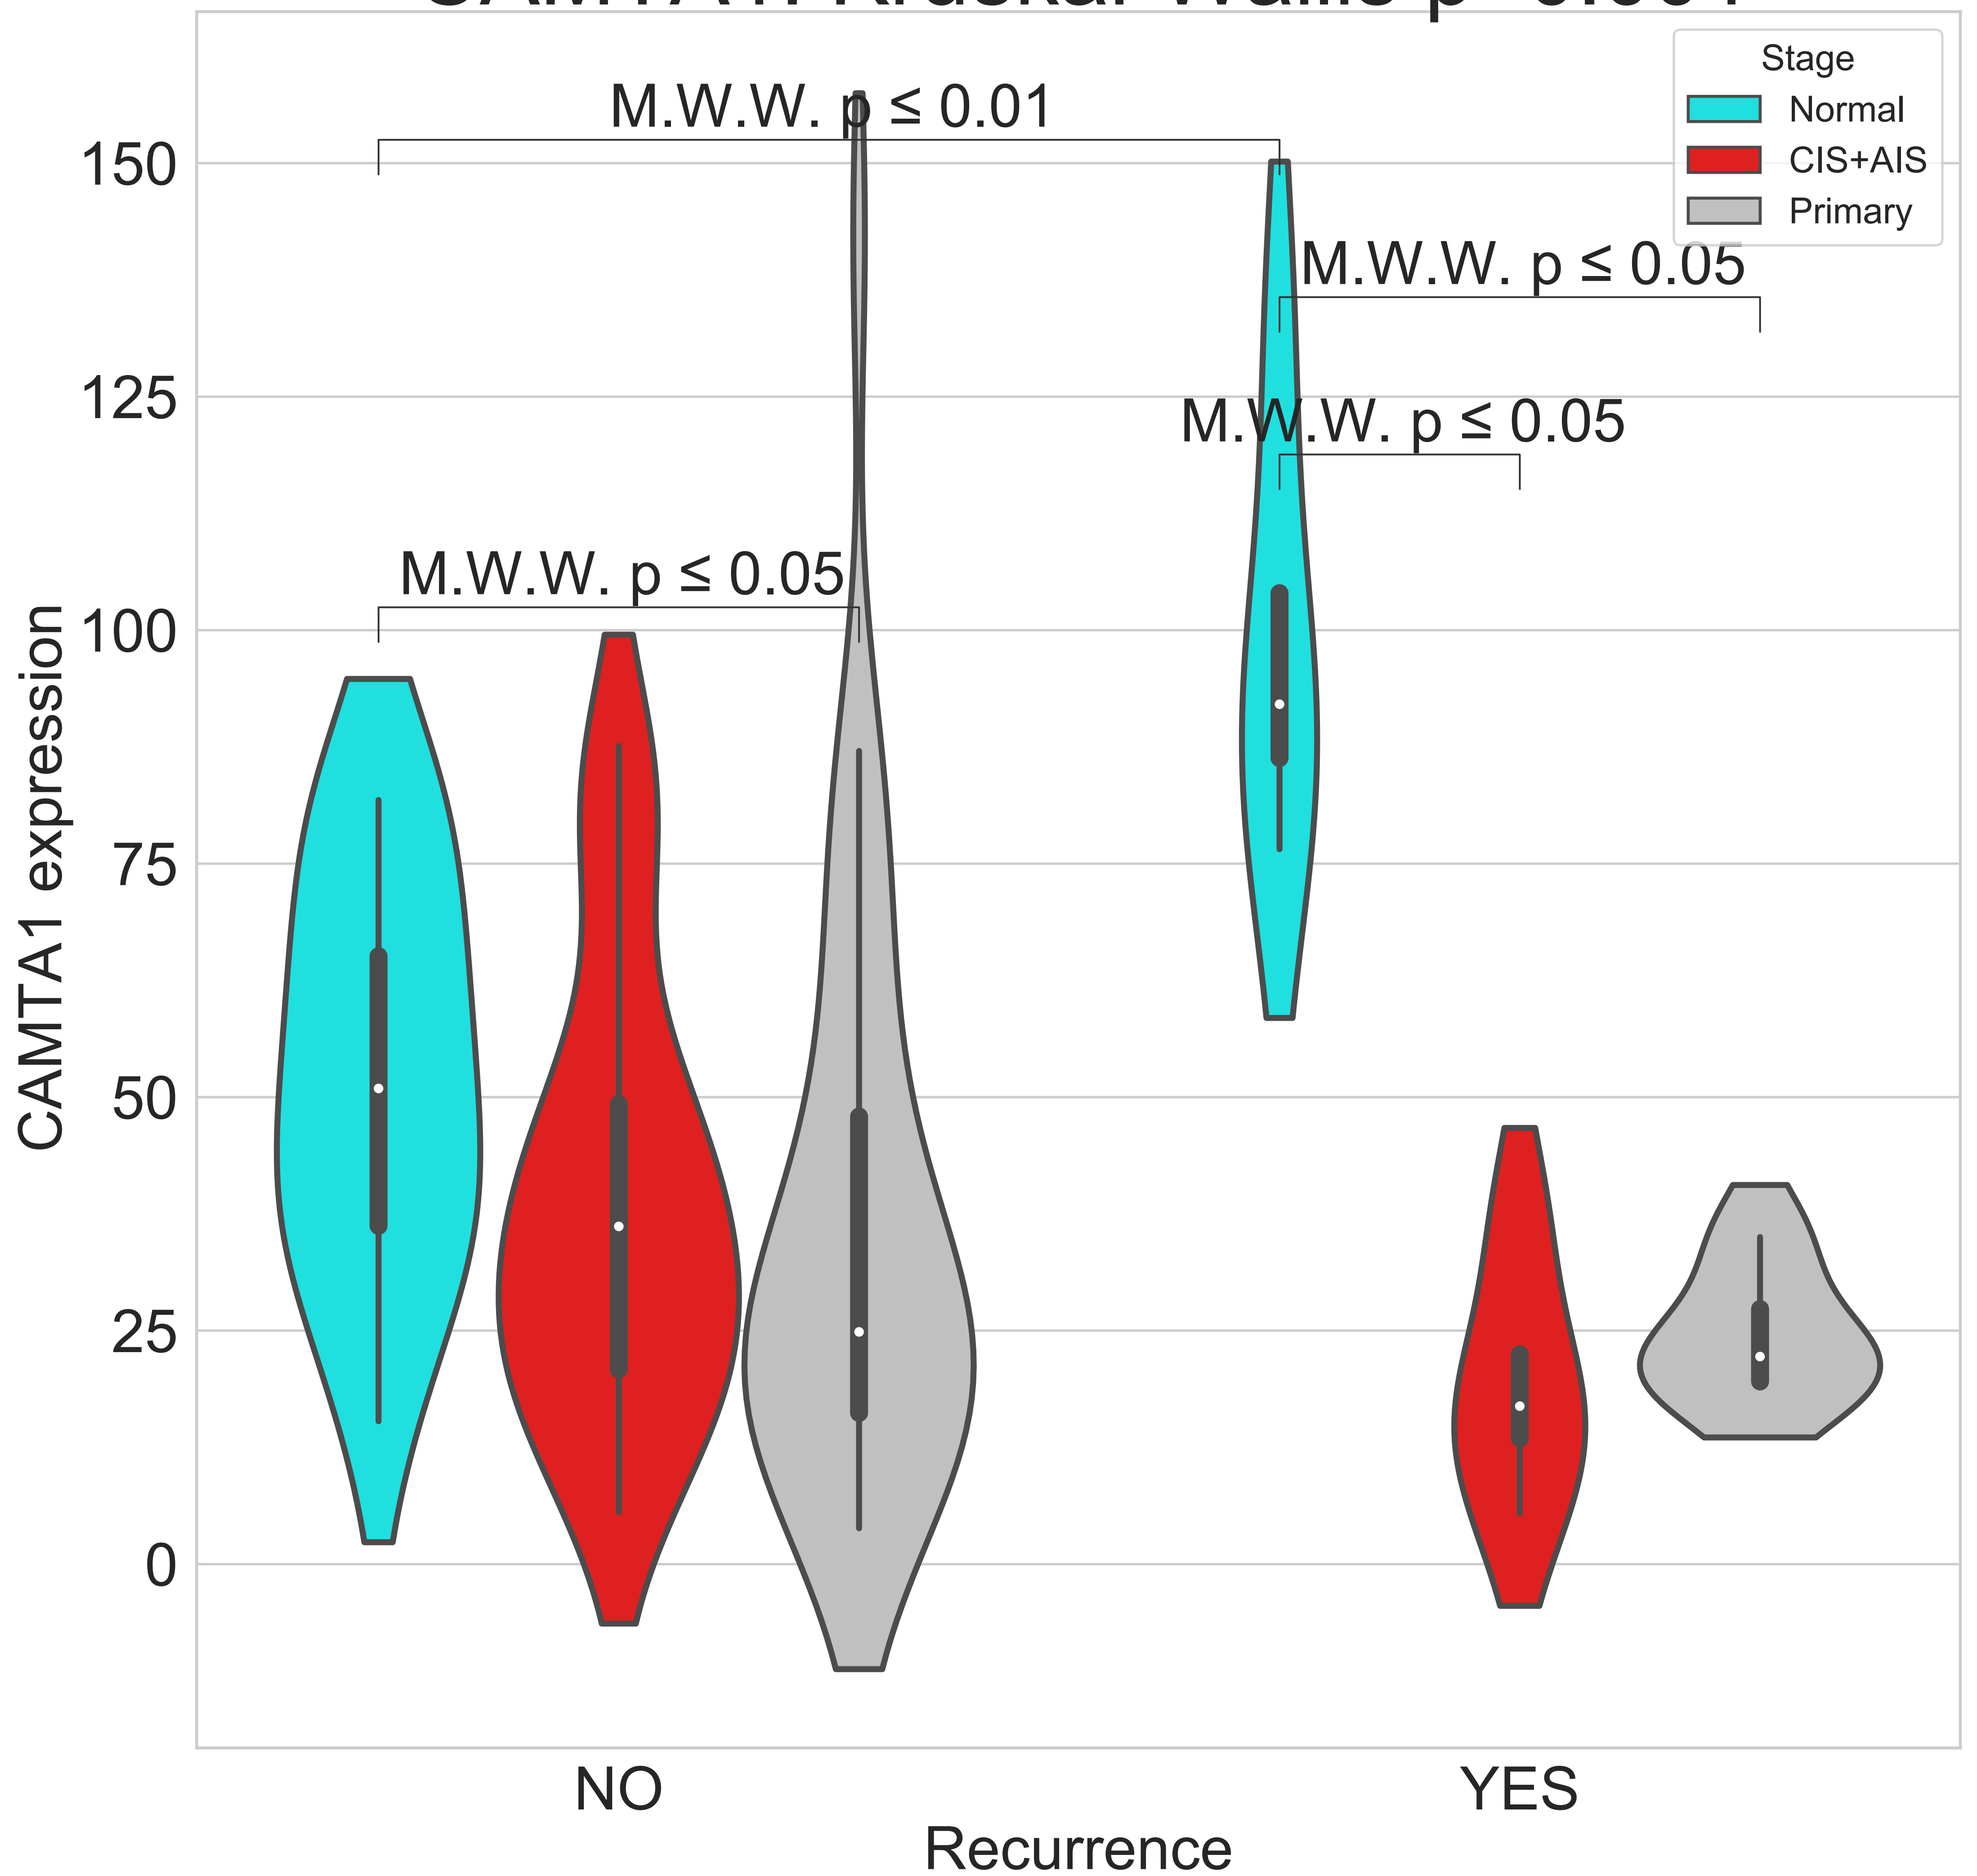 Stage
Normal
CIS+AIS
Primary
M.W.W. p ≤ 0.01
M.W.W. p ≤ 0.05
M.W.W. p ≤ 0.05
M.W.W. p ≤ 0.05
150
125
100
75
50
25
0
CAMTA1 expression
NO
YES
Recurrence